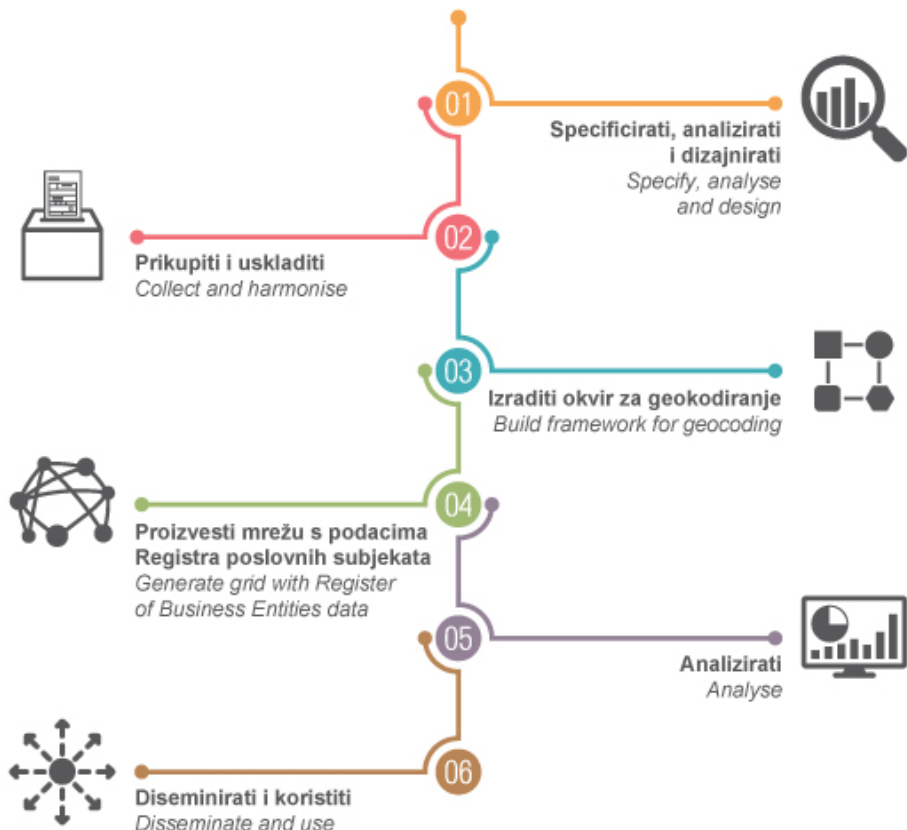 01
Specificirati, analizirati
i dizajnirati
Specify, analyse
and design
02
Prikupiti i uskladiti
Collect and harmonise
03
Izraditi okvir za geokodiranje
Build framework for geocoding
04
Proizvesti mrežu s podacima
Registra poslovnih subjekata
Generate grid with Register
of Business Entities data
05
Analizirati
Analyse
06
Diseminirati i koristiti
Disseminate and use